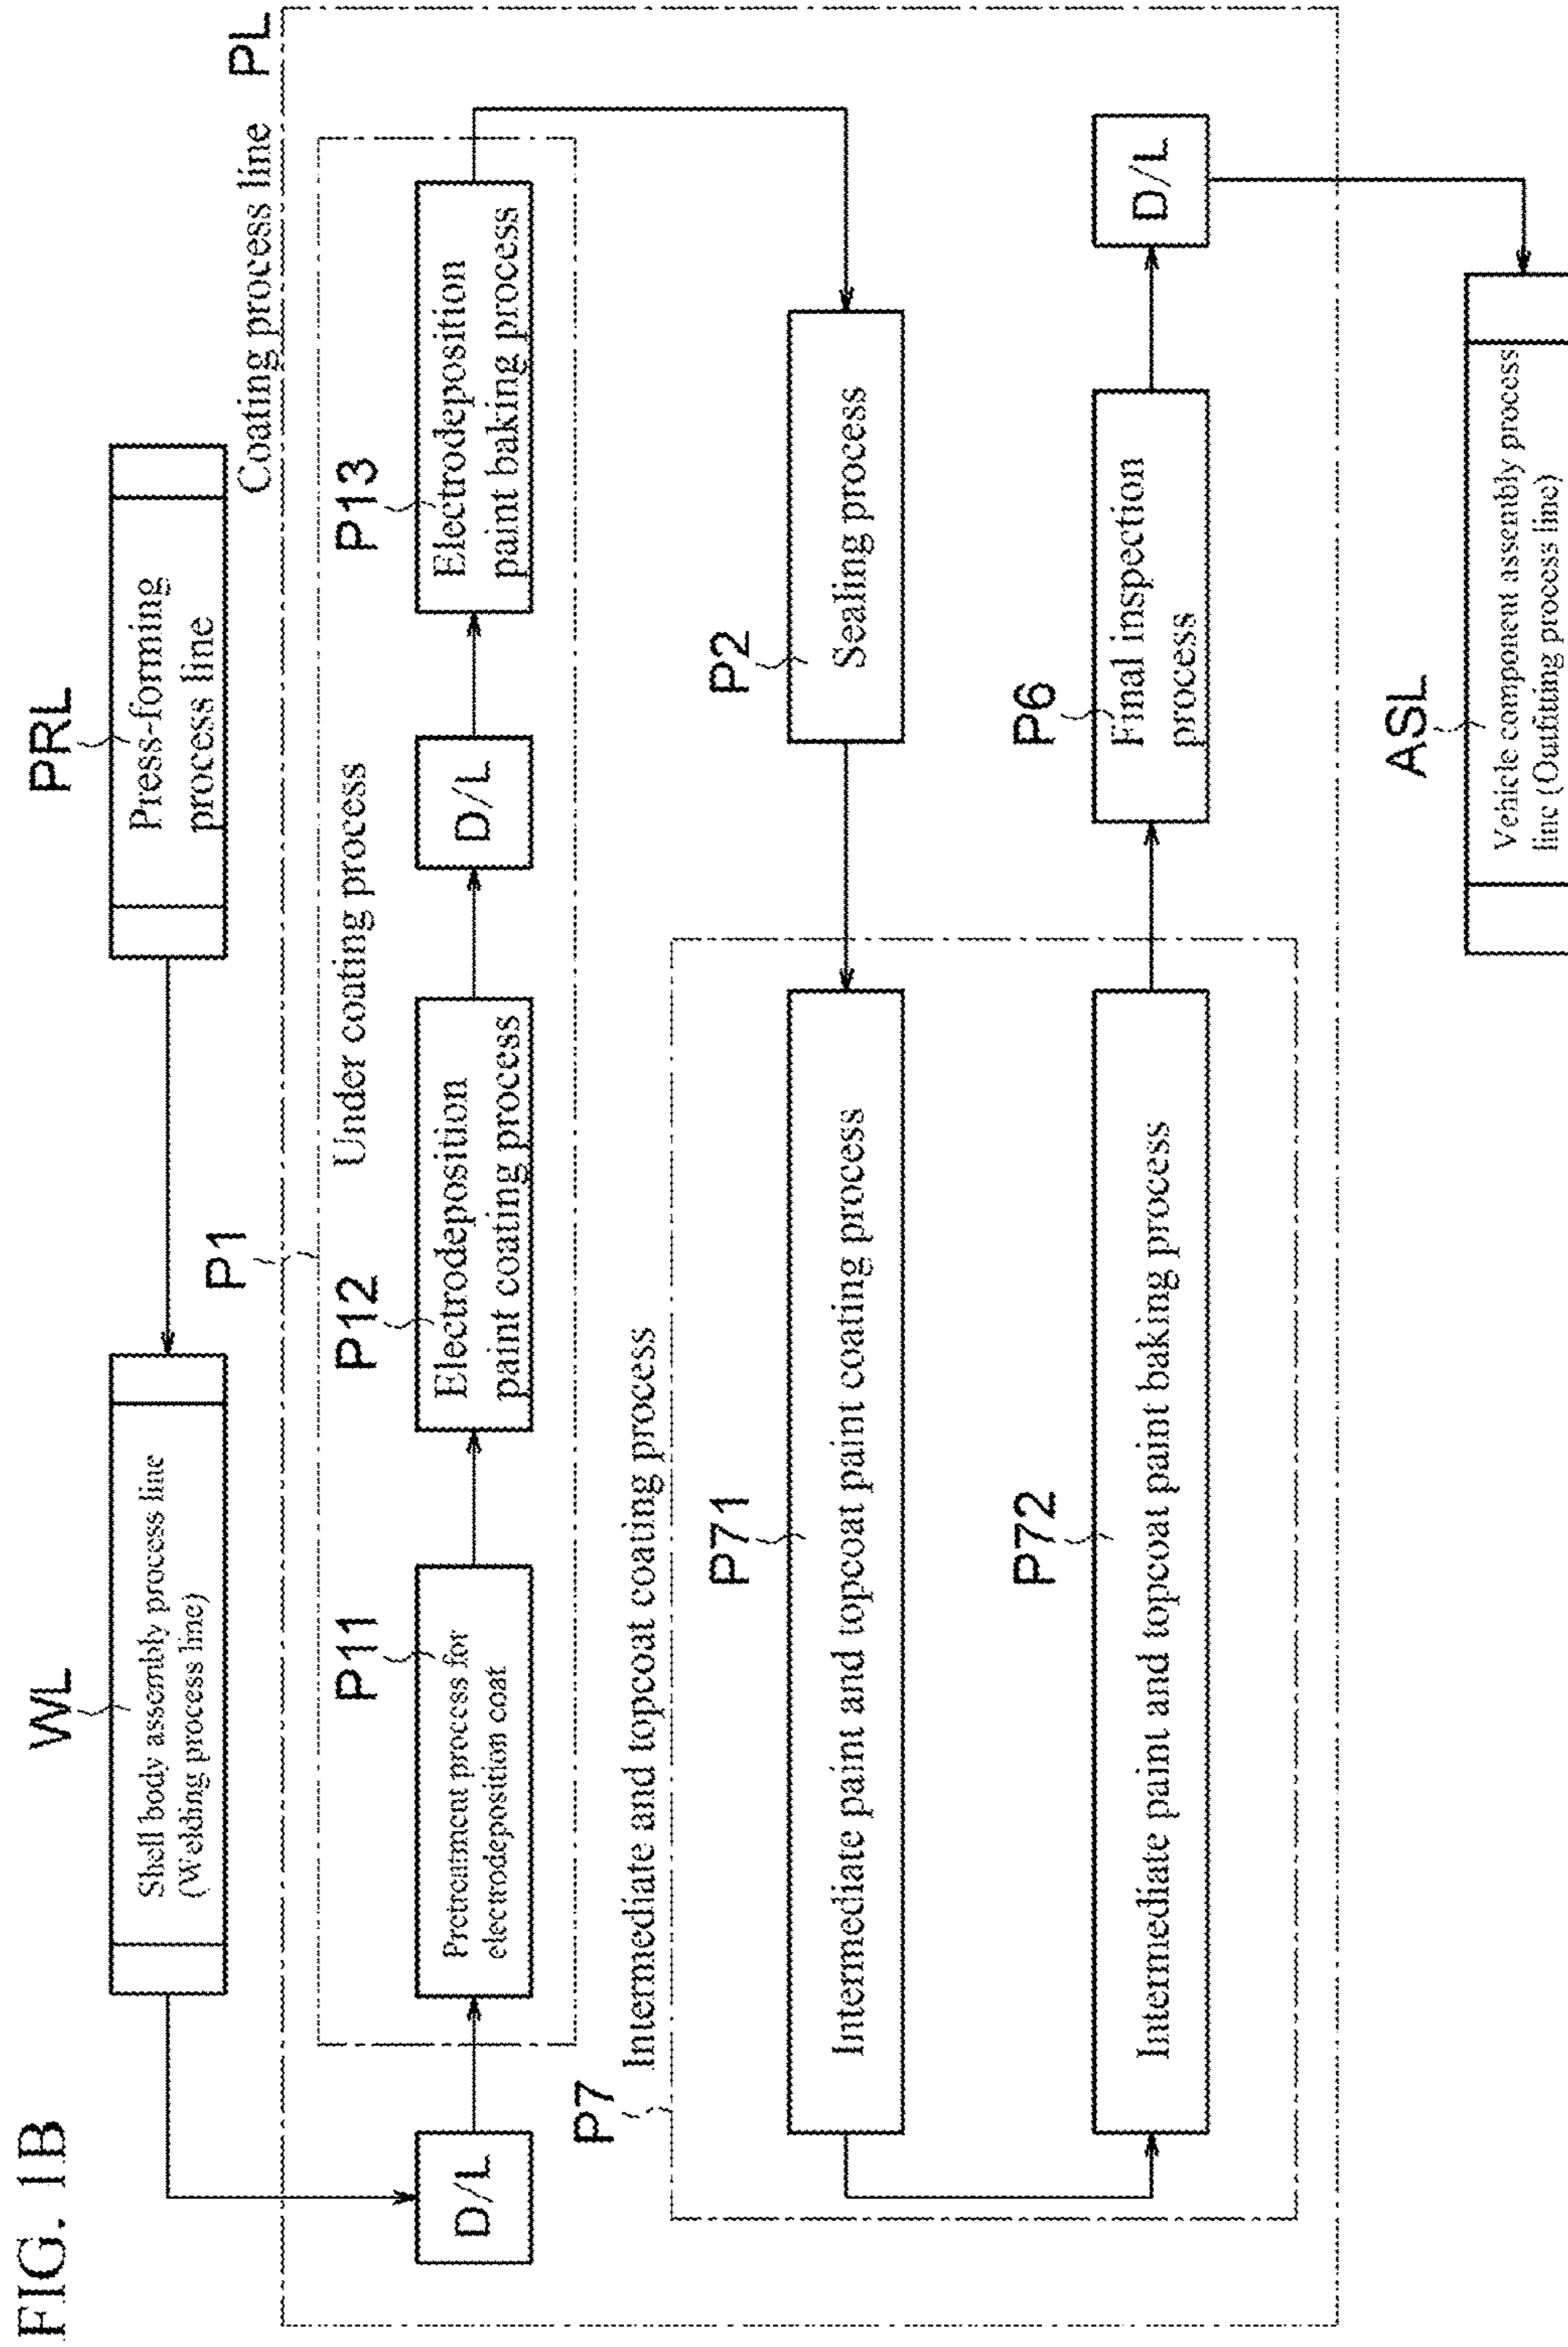 FIG. 1B
WL
Shell body assembly process line
(Welding process line)
PRL
Press-forming
process line
P1
Coating process line
PL
Under coating process
D/L
P11
Pretreatment process for
electrodeposition coat
P12
Electrodeposition
paint coating process
D/L
P13
Electrodeposition
paint baking process
P7
Intermediate and topcoat coating process
P71
Intermediate paint and topcoat paint coating process
P2
Sealing process
P72
Intermediate paint and topcoat paint baking process
P6
Final inspection
process
D/L
ASL
Vehicle component assembly process
line (Outfitting process line)